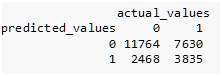 actual_values
predicted_values 0 1
0 11764 7630
1 2468 3835